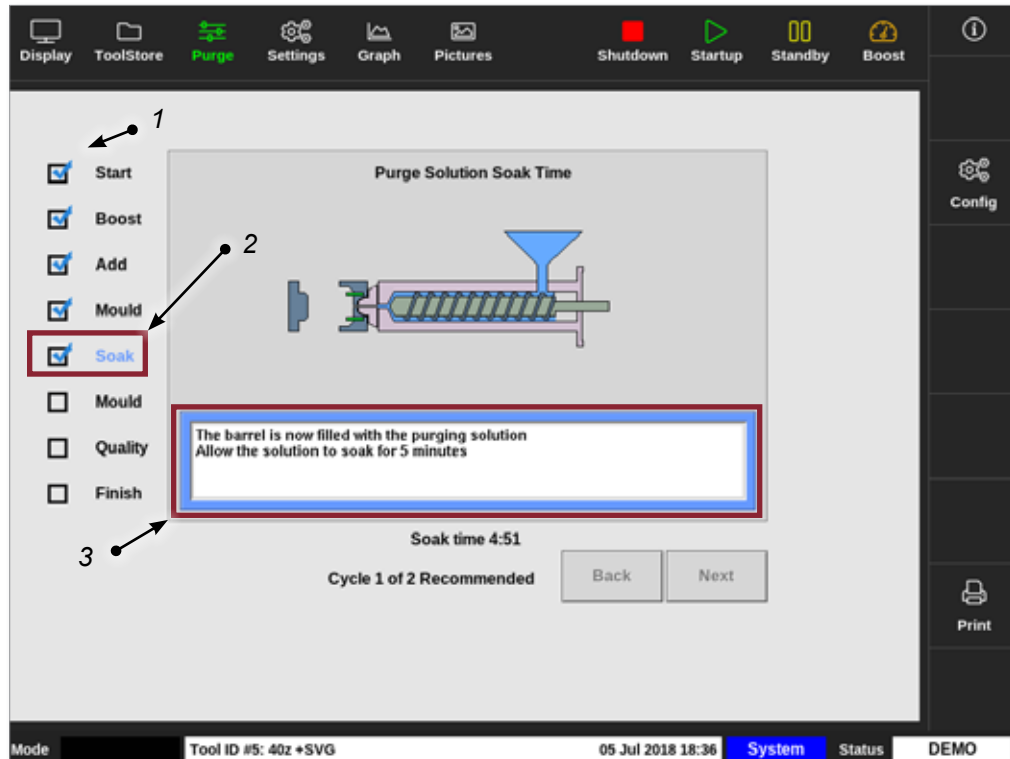 Display ToolStore Purge Settings Graph Pictures Shutdown Startup Standby Boost
1
Start
Purge Solution Soak Time
Config
Boost
2
Add
Mould
Soak
Mould
The barrel is now filled with the purging solution
Allow the solution to soak for 5 minutes
Quality
Finish
3
Soak time 4:51
Cycle 1 of 2 Recommended
Back Next
Print
Mode Tool ID #5: 40z +SVG 05 Jul 2018 18:36 System Status DEMO